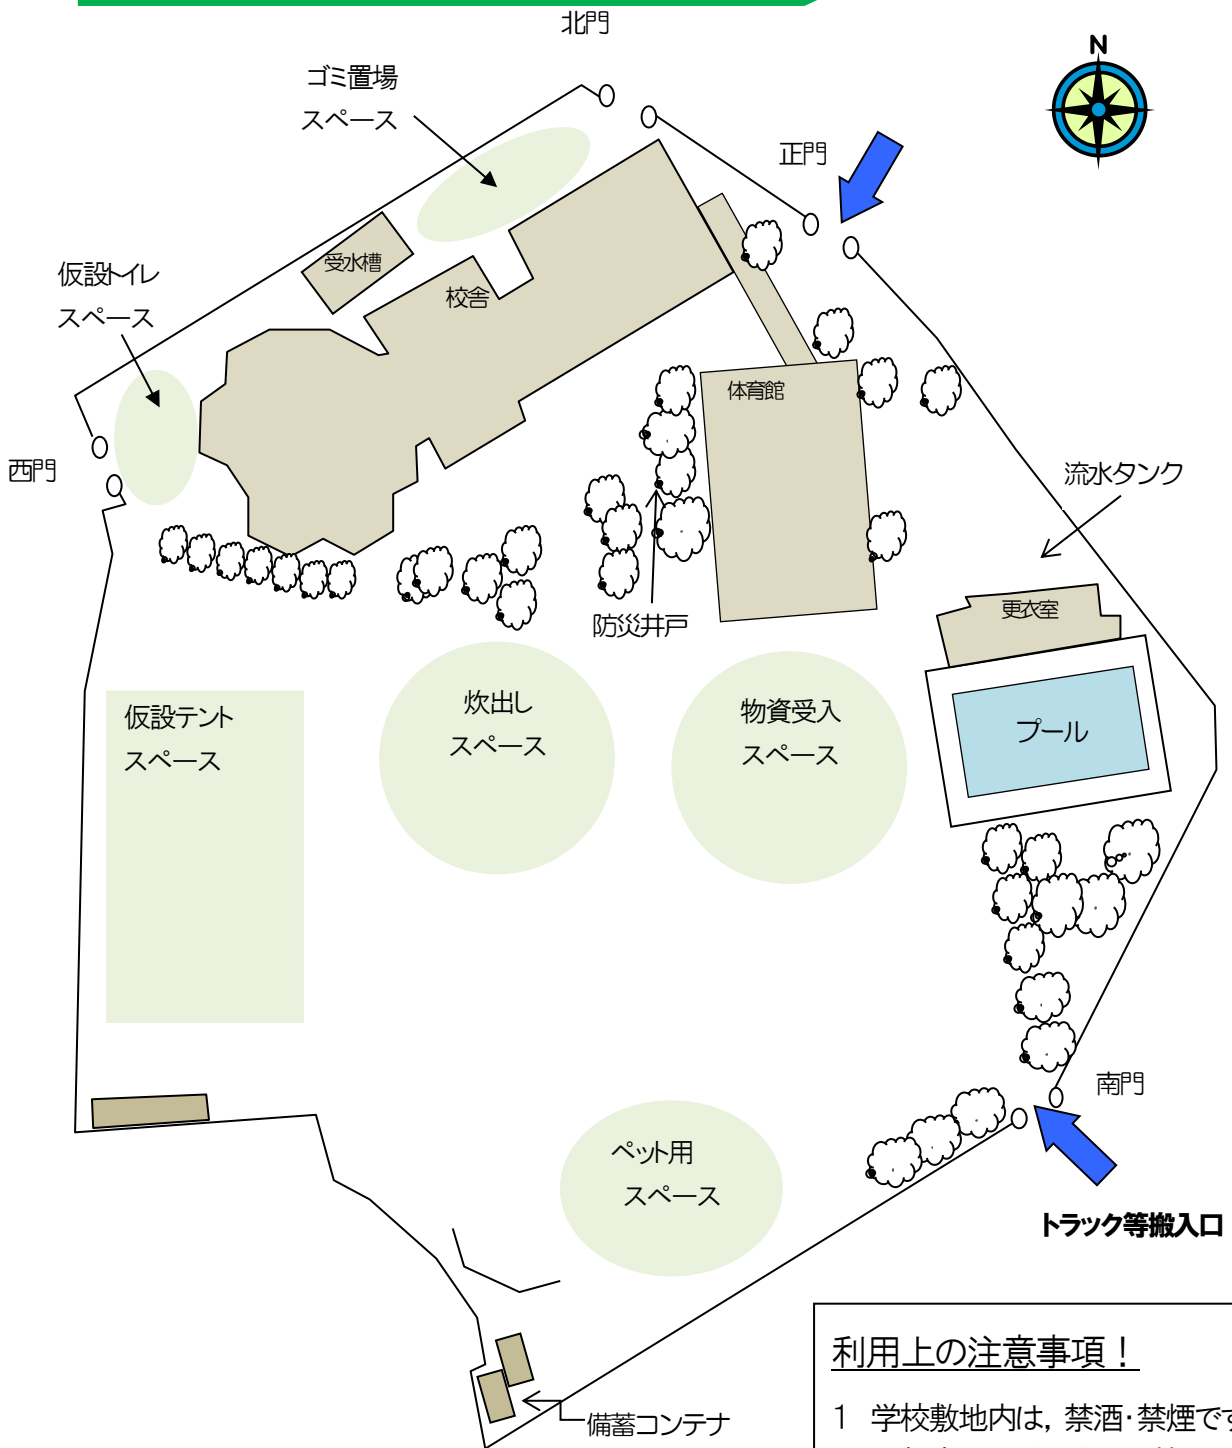 北門
N
ゴミ置場
スペース
正門
受水槽
仮設トイレ
スペース
校舎
体育館
西門
流水タンク
更衣室
防災井戸
仮設テント
スペース
炊出し
スペース
物資受入
スペース
プール
南門
ペット用
スペース
トラック等搬入口
利用上の注意事項！
1 学校敷地内は，禁酒・禁煙です
備蓄コンテナ